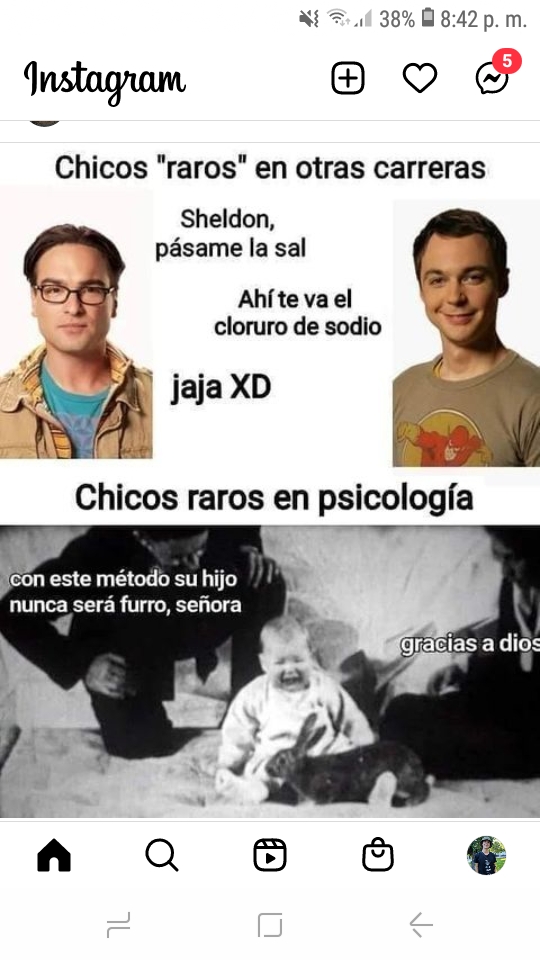 38% 8:42 p. m.
Instagram
5
Chicos "raros" en otras carreras
Sheldon,
pásame la sal
Ahí te va el
cloruro de sodio
jaja XD
Chicos raros en psicología
con este método su hijo
nunca será furro, señora
gracias a dios